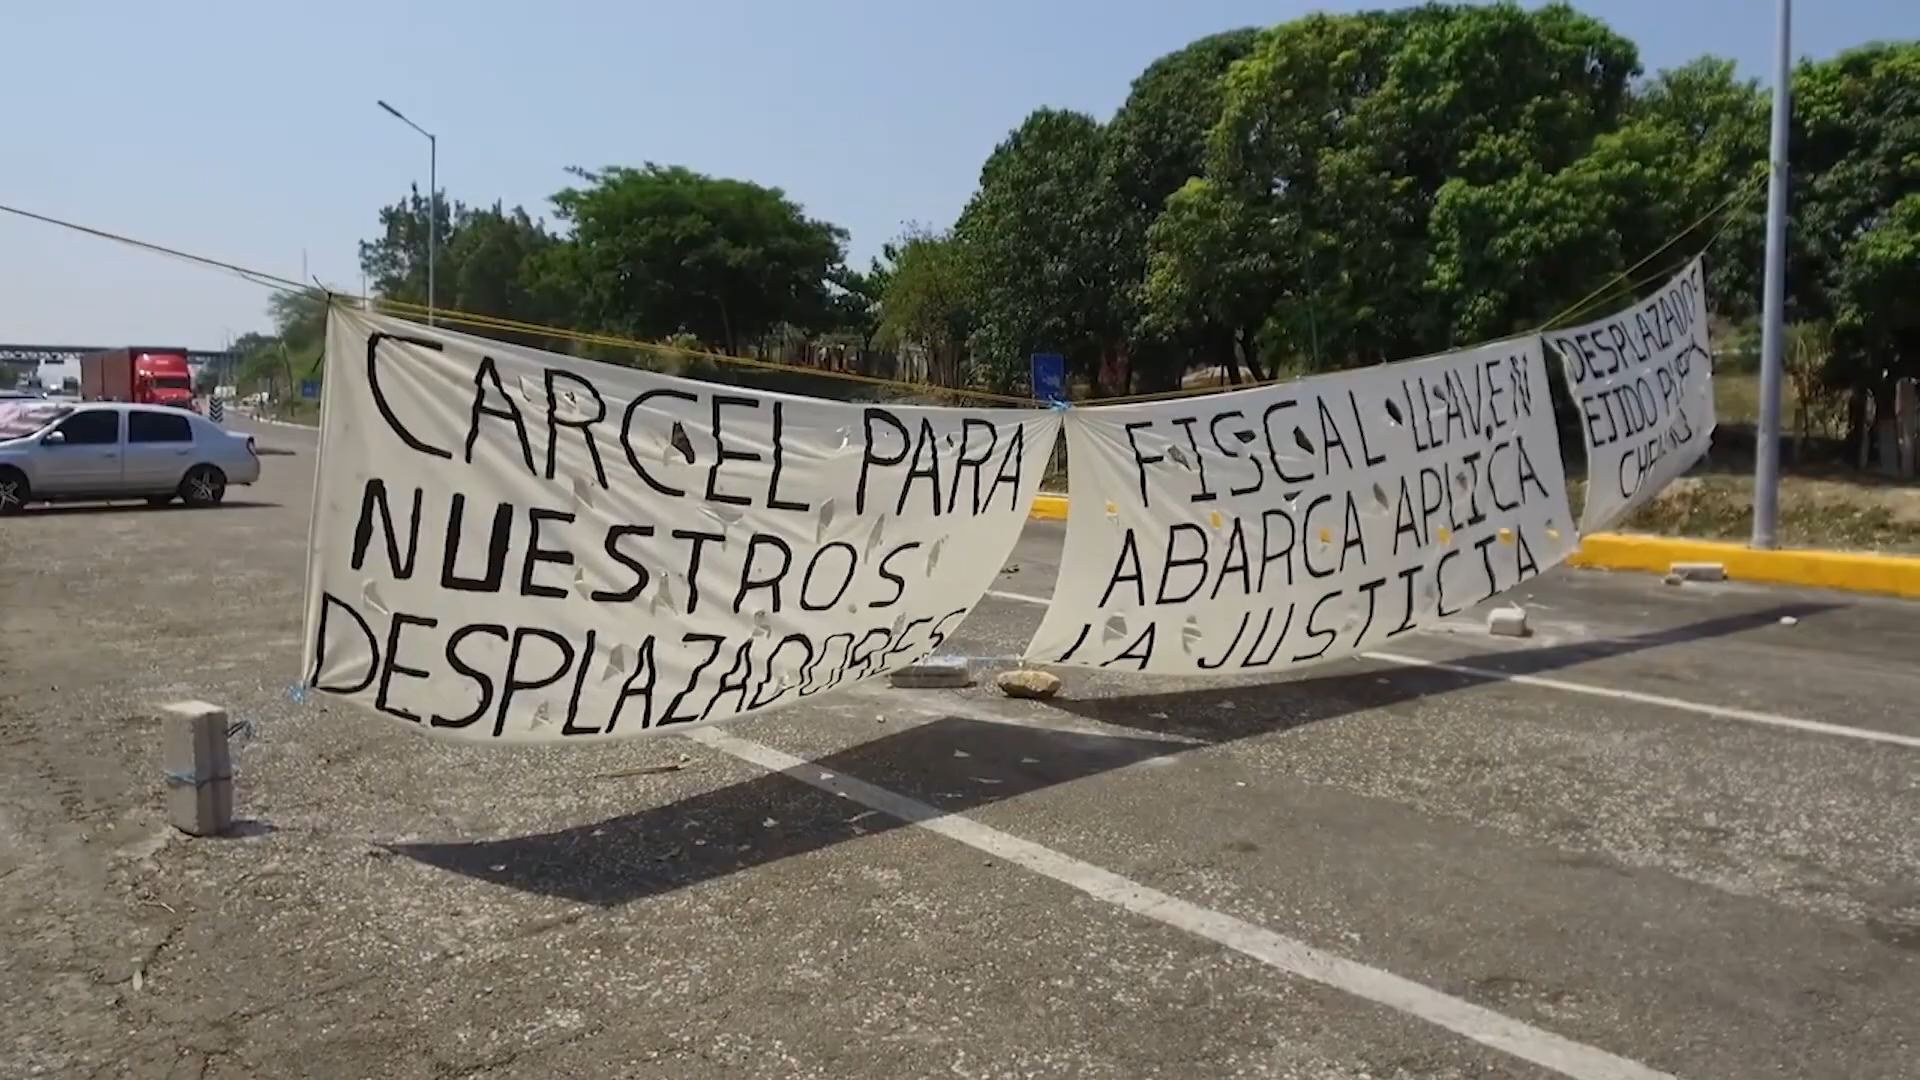 CARCEL PARA
NUESTROS
DESPLAZADORES
FISCAL LLAVEN
ABARCA APLICA
LA JUSTICIA
DESPLAZADOS
EJIDO